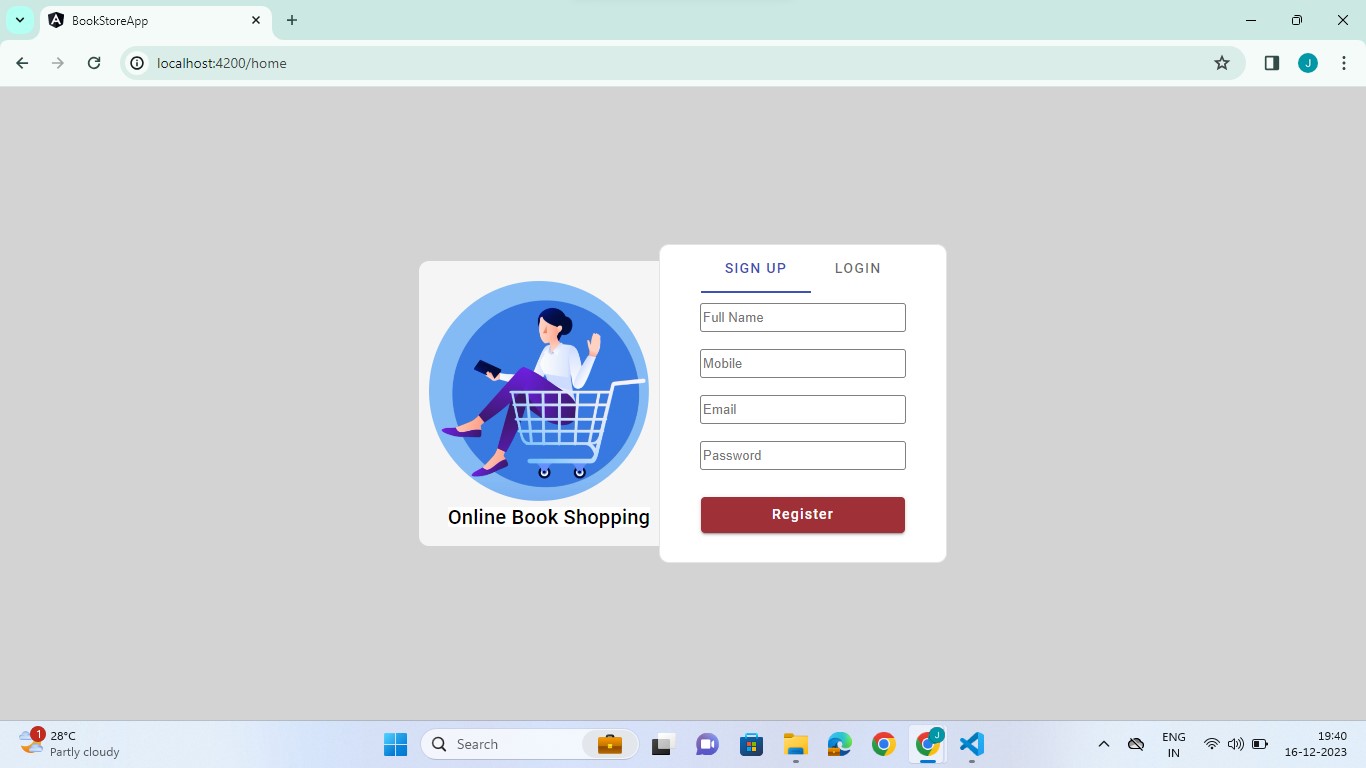 BookStoreApp
localhost:4200/home
SIGN UP LOGIN
Full Name
Mobile
Email
Password
Register
Online Book Shopping
1
28°C
Partly cloudy
Search
J
J
ENG
IN
19:40
16-12-2023